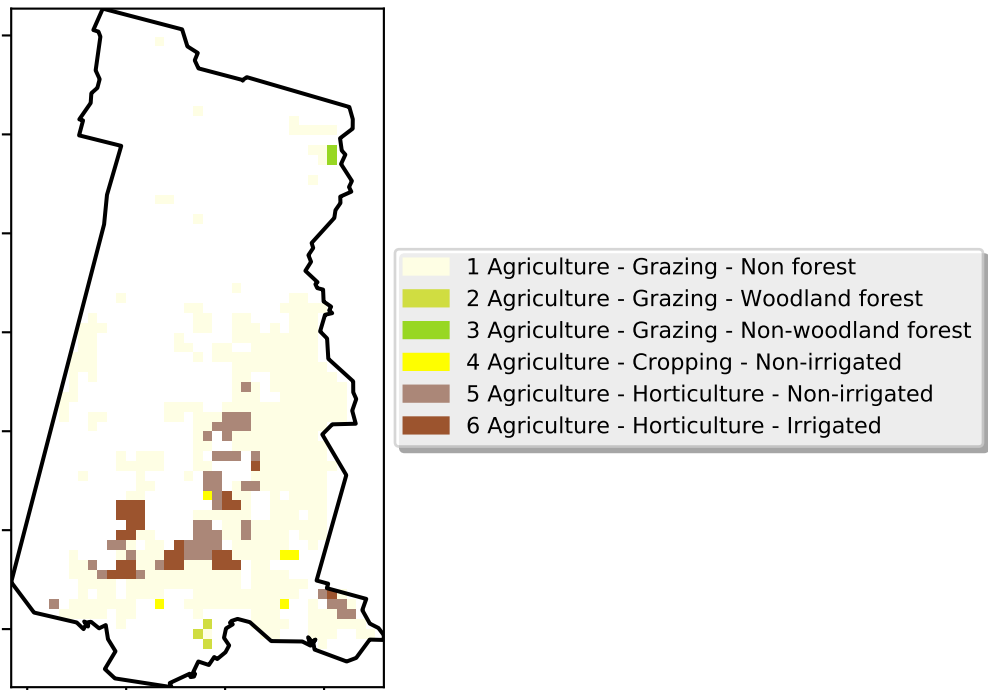 1 Agriculture - Grazing - Non forest
2 Agriculture - Grazing - Woodland forest
3 Agriculture - Grazing - Non-woodland forest
4 Agriculture - Cropping - Non-irrigated
5 Agriculture - Horticulture - Non-irrigated
6 Agriculture - Horticulture - Irrigated